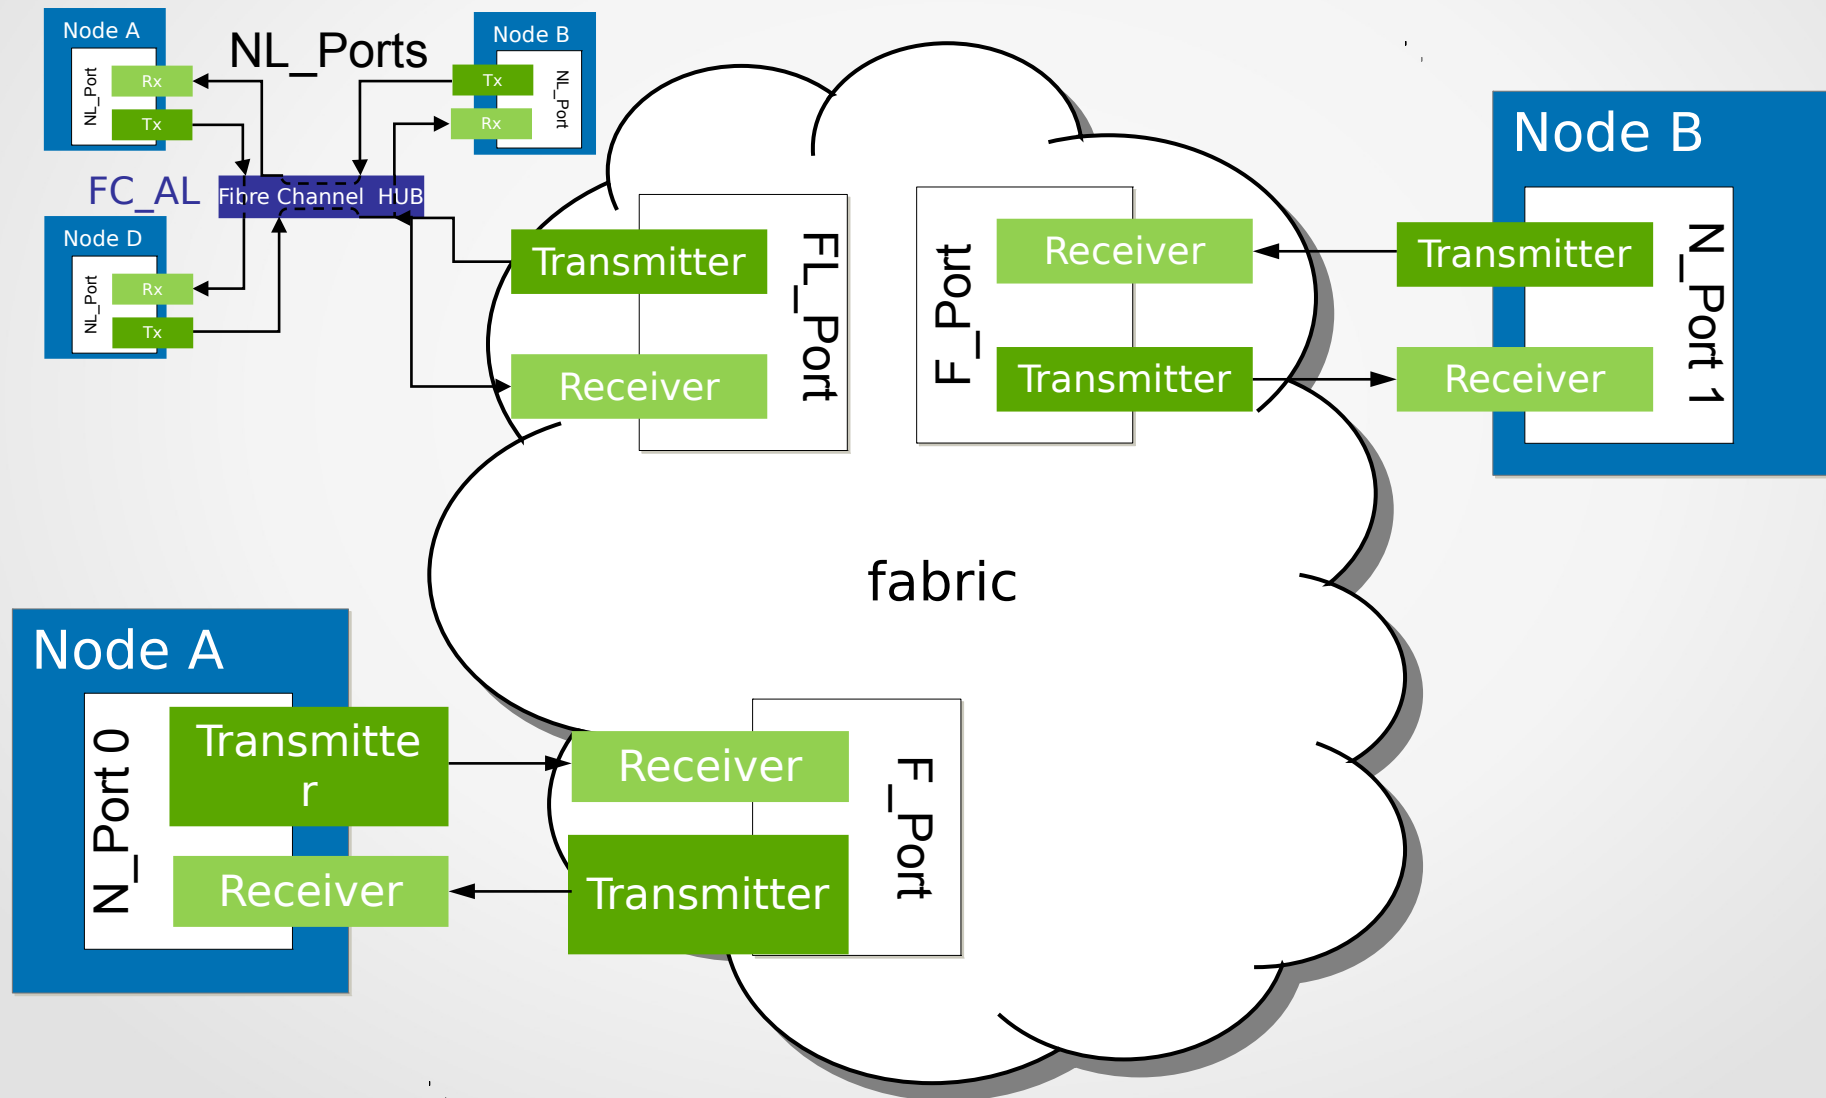 Node A
NL_Port
Rx
Tx
NL_Ports
Node B
Tx
Rx
NL_Port
FC_AL
Fibre Channel HUB
Node D
NL_Port
Rx
Tx
Transmitter
Receiver
FL_Port
F_Port
Receiver
Transmitter
Node B
Transmitter
Receiver
N_Port 1
fabric
Node A
N_Port 0
Transmitte
r
Receiver
Receiver
Transmitter
F_Port